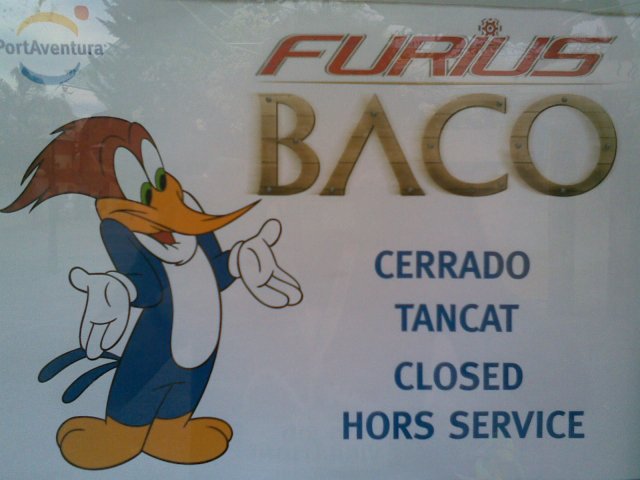 PortAventura
FURIUS
BACO
CERRADO
TANCAT
CLOSED
HORS SERVICE